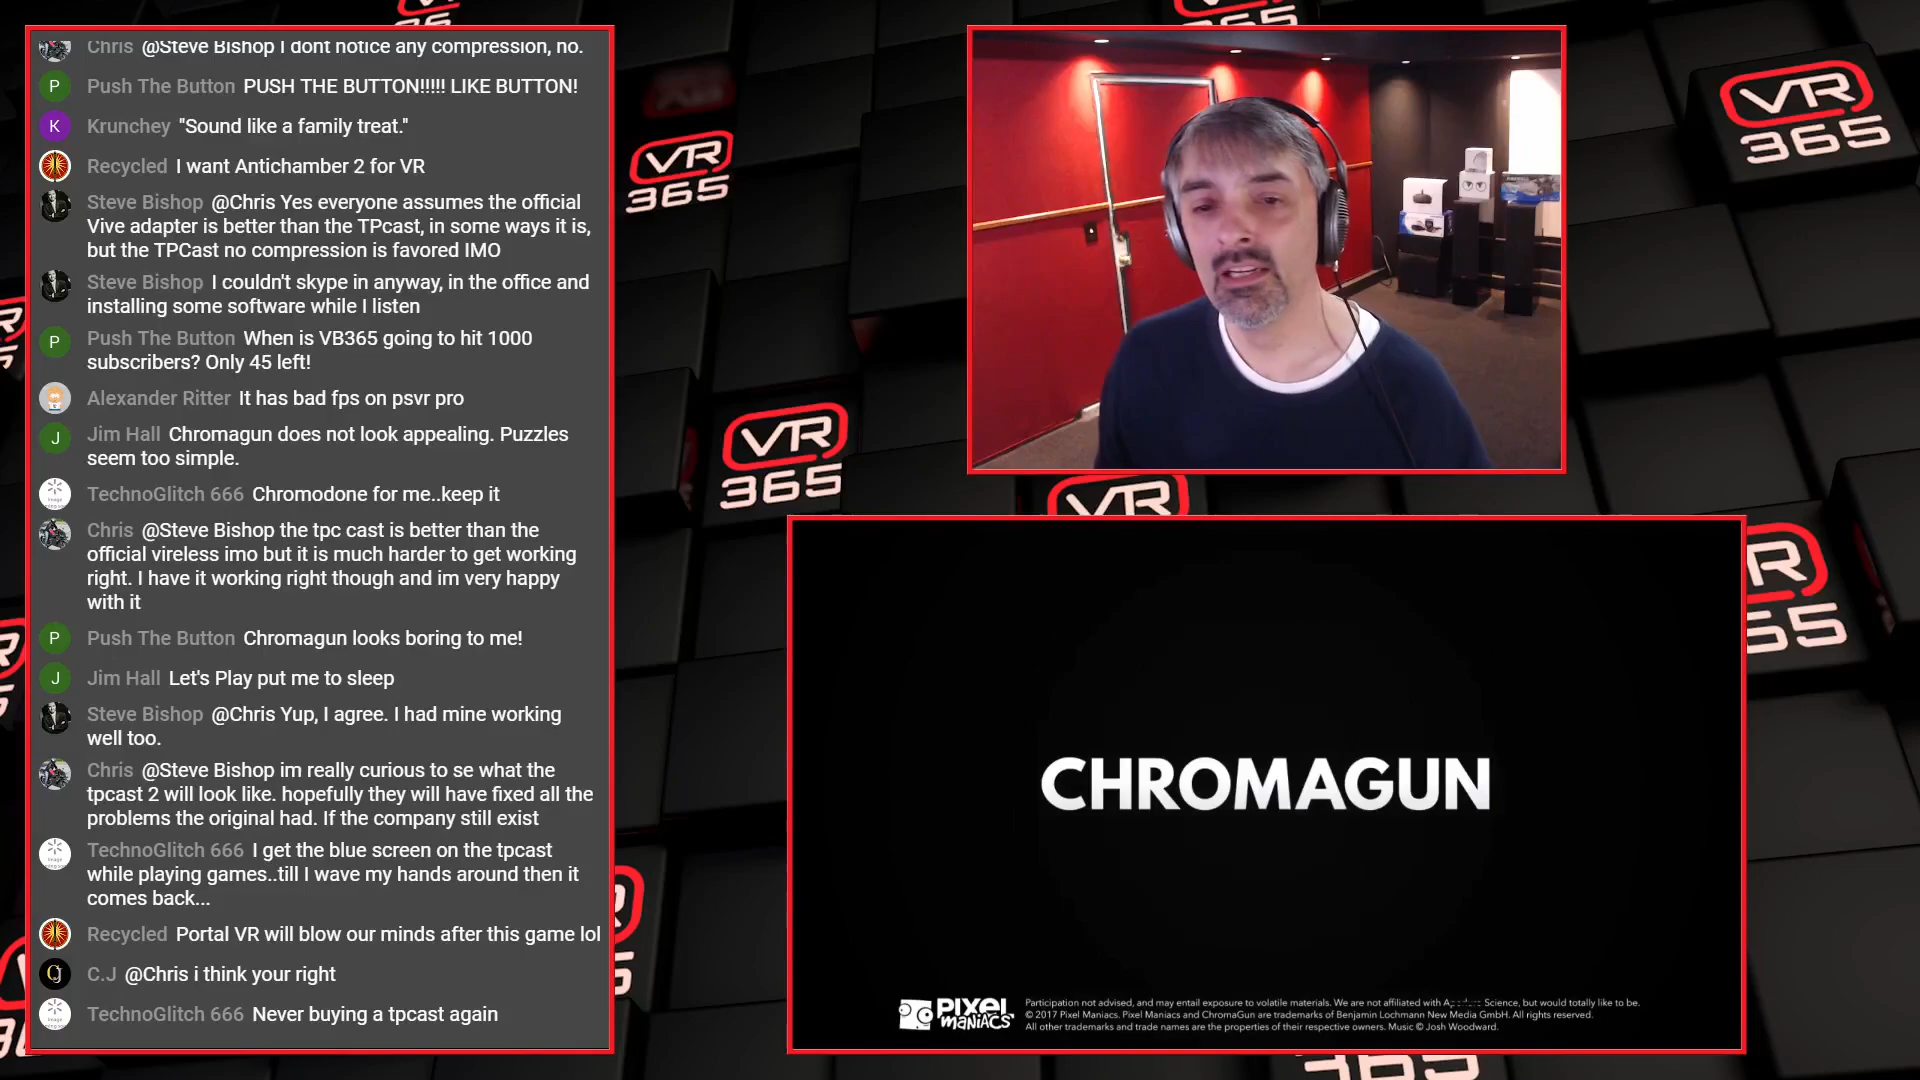 Chris @Steve Bishop I dont notice any compression, no.
P Push The Button PUSH THE BUTTON!!!!! LIKE BUTTON!
K Krunchey "Sound like a family treat."
Recycled I want Antichamber 2 for VR
Steve Bishop @Chris Yes everyone assumes the official
Vive adapter is better than the TPcast, in some ways it is,
but the TPCast no compression is favored IMO
Steve Bishop I couldn't skype in anyway, in the office and
installing some software while I listen
P Push The Button When is VB365 going to hit 1000
subscribers? Only 45 left!
Alexander Ritter It has bad fps on psvr pro
J Jim Hall Chromagun does not look appealing. Puzzles
seem too simple.
TechnoGlitch 666 Chromodone for me..keep it
Chris @Steve Bishop the tpc cast is better than the
official vireless imo but it is much harder to get working
right. I have it working right though and im very happy
with it
P Push The Button Chromagun looks boring to me!
J Jim Hall Let's Play put me to sleep
Steve Bishop @Chris Yup, I agree. I had mine working
well too.
Chris @Steve Bishop im really curious to se what the
tpcast 2 will look like. hopefully they will have fixed all the
problems the original had. If the company still exist
TechnoGlitch 666 I get the blue screen on the tpcast
while playing games..till I wave my hands around then it
comes back...
Recycled Portal VR will blow our minds after this game lol
CJ C.J @Chris i think your right
TechnoGlitch 666 Never buying a tpcast again
VR
365
VR
365
VR
365
VR
CHROMAGUN
PIXEL
MANIACS
Participation not advised, and may entail exposure to volatile materials. We are not affiliated with Science, but would totally like to be.
© 2017 Pixel Maniacs. Pixel Maniacs and ChromaGun are trademarks of Benjamin Lochmann New Media GmbH. All rights reserved.
All other trademarks and trade names are the properties of their respective owners. Music © Josh Woodward.